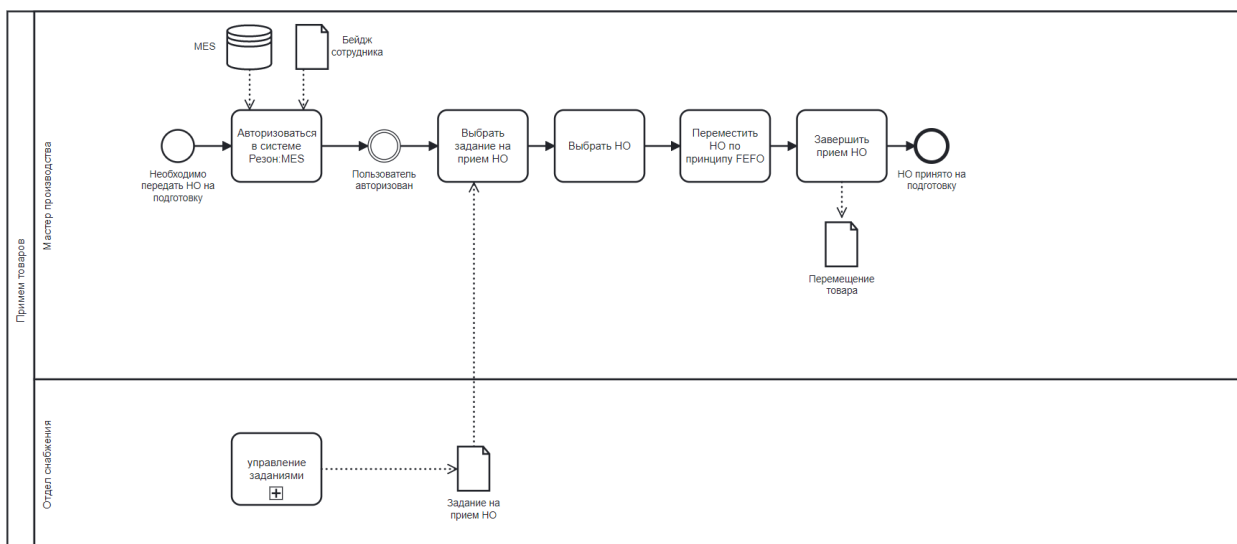 Примем товаров
Мастер производства
MES
Бейдж
сотрудника
Необходимо
передать НО на
подготовку
Авторизоваться
в системе
Резон:MES
Пользователь
авторизован
Выбрать
задание на
прием НО
Выбрать НО
Переместить
НО по
принципу FEFO
Завершить
прием НО
НО принято на
подготовку
Перемещение
товара
Отдел снабжения
управление
заданиями
Задание на
прием НО